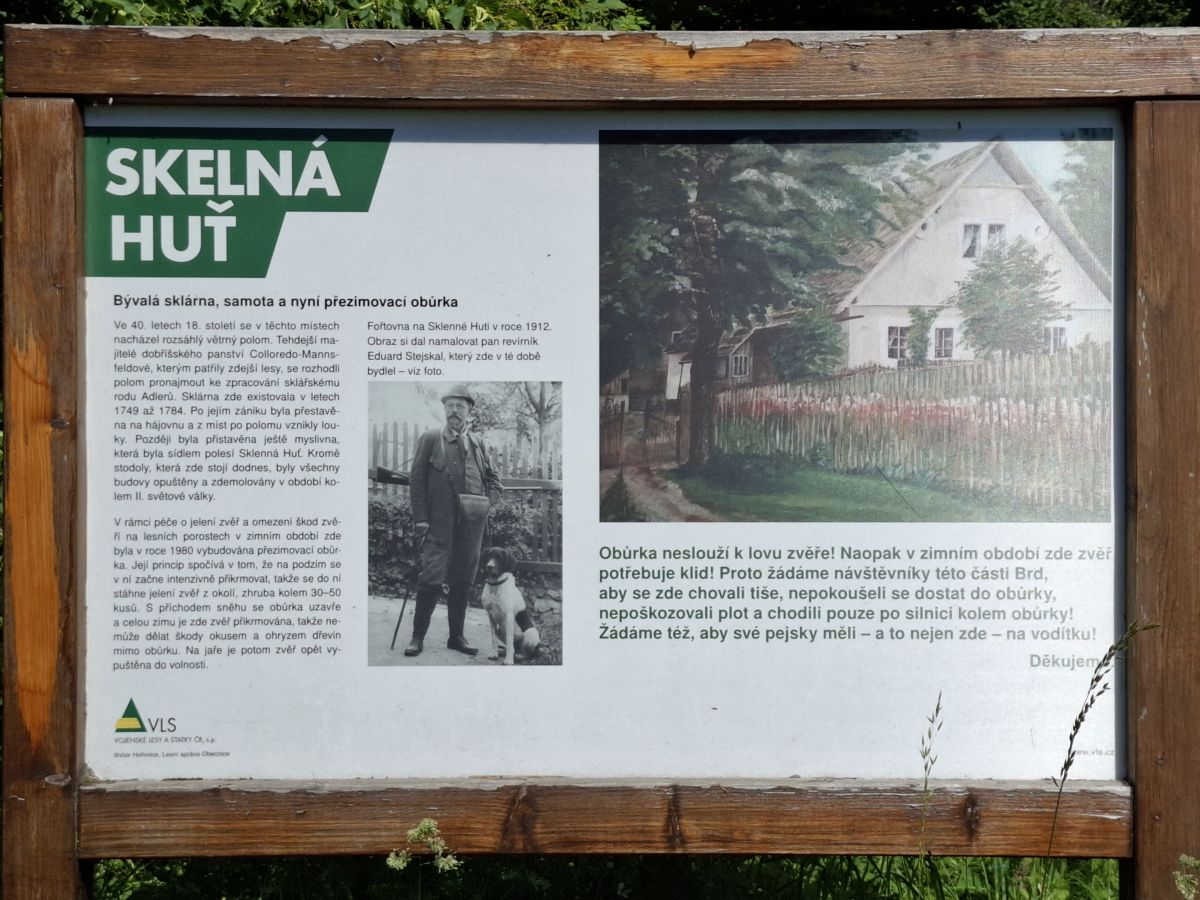 SKELNÁ
HUŤ
Bývalá sklárna, samota a nyní přezimovací obůrka
Ve 40. letech 18. století se v těchto místech
nacházel rozsáhlý větrný polom. Tehdejší ma-
jitelé dobříšského panství Colloredo-Manns-
feldové, kterým patřily zdejší lesy, se rozhodli
polom pronajmout ke zpracování sklářskému
rodu Adlerů. Sklárna zde existovala v letech
1749 až 1784. Po jejím zániku byla přestavě-
na na hájovnu a z míst po polomu vznikly lou-
ky. Později byla přistavěna ještě myslivna,
která byla sídlem polesí Sklenná Huť. Kromě
stodoly, která zde stojí dodnes, byly všechny
budovy opuštěny a zdemolovány v období ko-
lem II. světové války.
V rámci péče o jelení zvěř a omezení škod zvě-
ří na lesních porostech v zimním období zde
byla v roce 1980 vybudována přezimovací obůr-
ka. Její princip spočívá v tom, že na podzim se
v ní začne intenzivně přikrmovat, takže se do ní
stáhne jelení zvěř z okolí, zhruba kolem 30–50
kusů. S příchodem sněhu se obůrka uzavře
a celou zimu je zde zvěř přikrmována, takže ne-
může dělat škody okusem a ohryzem dřevin
mimo obůrku. Na jaře je potom zvěř opět vy-
puštěna do volnosti.
Fořtovna na Sklenné Huti v roce 1912.
Obraz si dal namalovat pan revírník
Eduard Stejskal, který zde v té době
bydlel – viz foto.
Obůrka neslouží k lovu zvěře! Naopak v zimním období zde zvěř
potřebuje klid! Proto žádáme návštěvníky této části Brd,
aby se zde chovali tiše, nepokoušeli se dostat do obůrky,
nepoškozovali plot a chodili pouze po silnici kolem obůrky!
Žádáme též, aby své pejsky měli – a to nejen zde – na vodítku!
Děkujem
VLS
VOJENSKÉ LESY A STATKY ČR, s.p.
divize Hořovice, Lesní správa Obecnice
www.vls.cz